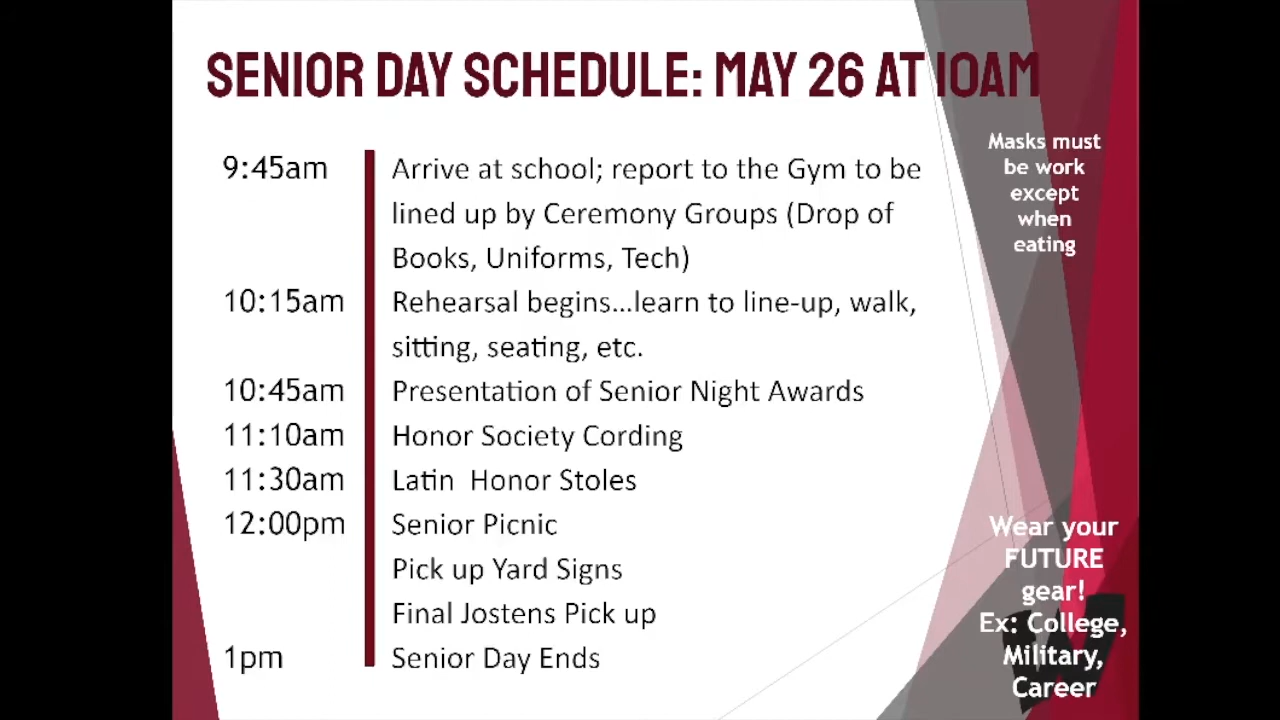 SENIOR DAY SCHEDULE: MAY 26 AT 10AM
Masks must
be work
except
when
eating
9:45am Arrive at school; report to the Gym to be
lined up by Ceremony Groups (Drop of
Books, Uniforms, Tech)
10:15am Rehearsal begins...learn to line-up, walk,
sitting, seating, etc.
10:45am Presentation of Senior Night Awards
11:10am Honor Society Cording
11:30am Latin  Honor Stoles
12:00pm Senior Picnic
Pick up Yard Signs
Final Jostens Pick up
1pm Senior Day Ends
Wear your
FUTURE
gear!
Ex: College,
Military,
Career